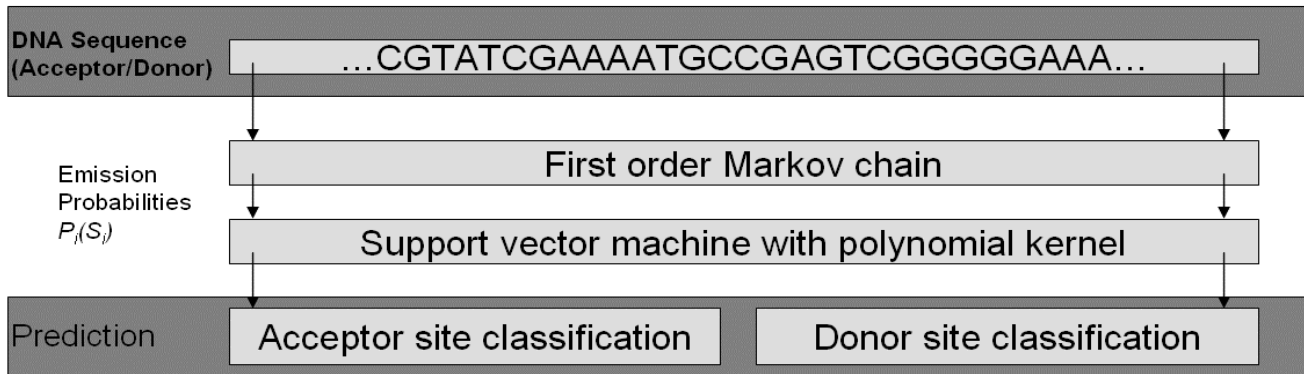 DNA Sequence
(Acceptor/Donor)
...CGTATCGAAAATGCCGAGTCGGGGGAAA...
First order Markov chain
Emission
Probabilities
Pi(Si)
Support vector machine with polynomial kernel
Prediction
Acceptor site classification
Donor site classification